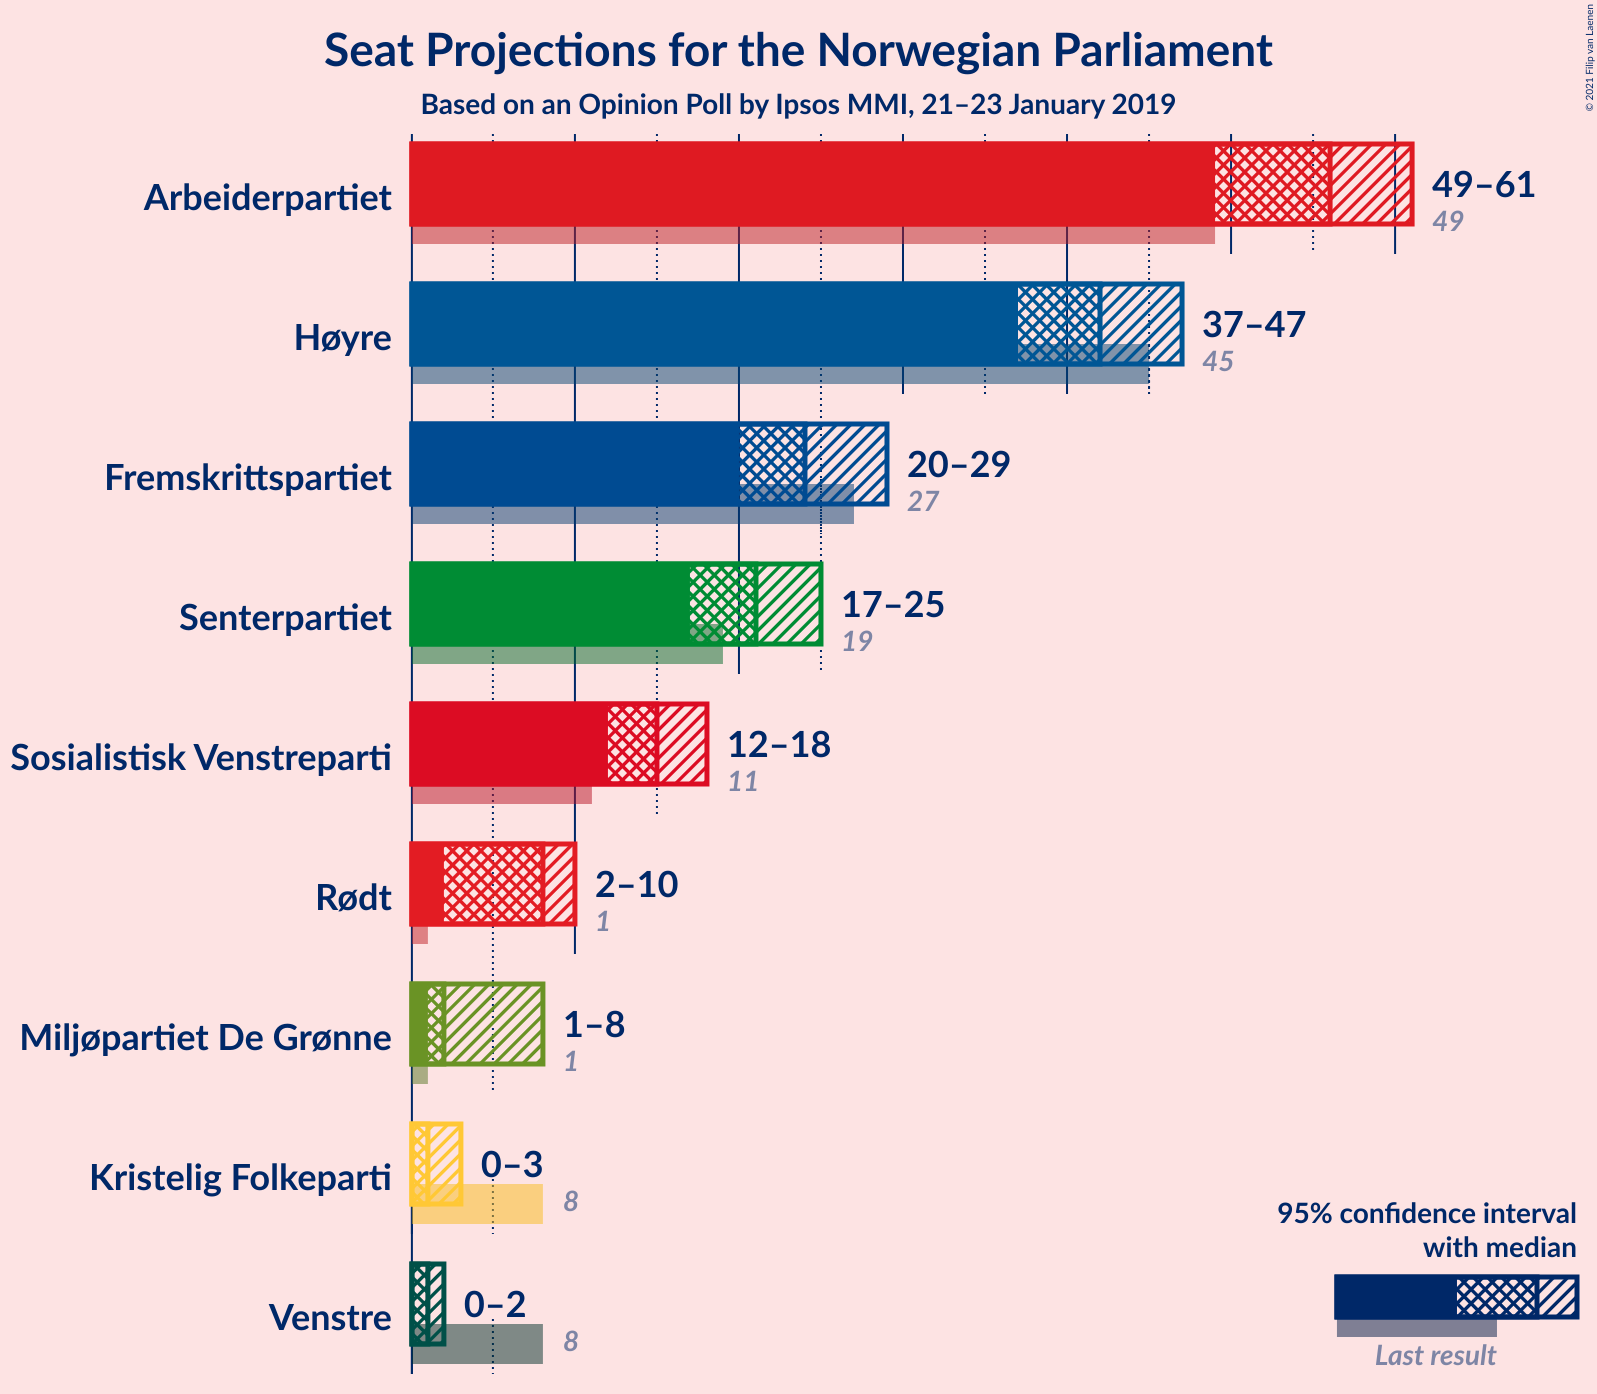 Seat Projections for the Norwegian Parliament
Based on an Opinion Poll by Ipsos MMI, 21–23 January 2019
© 2021 Filip van Laenen
Arbeiderpartiet
49–61
49
Høyre
37–47
45
Fremskrittspartiet
20–29
27
Senterpartiet
17–25
19
Sosialistisk Venstreparti
12–18
11
Rødt
2–10
1
Miljøpartiet De Grønne
1–8
1
Kristelig Folkeparti
0–3
8
Venstre
0–2
8
95% confidence interval
with median
Last result